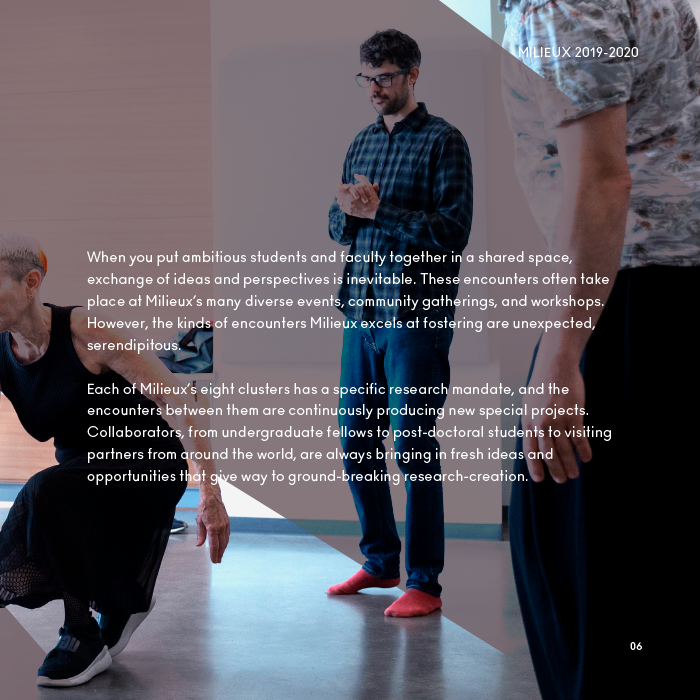 MILIEUX 2019-2020
When you put ambitious students and faculty together in a shared space,
exchange of ideas and perspectives is inevitable. These encounters often take
place at Milieux's many diverse events, community gatherings, and workshops.
However, the kinds of encounters Milieux excels at fostering are unexpected,
serendipitous.
Each of Milieux's eight clusters has a specific research mandate, and the
encounters between them are continuously producing new special projects.
Collaborators, from undergraduate fellows to post-doctoral students to visiting
partners from around the world, are always bringing in fresh ideas and
opportunities that give way to ground-breaking research-creation.
06